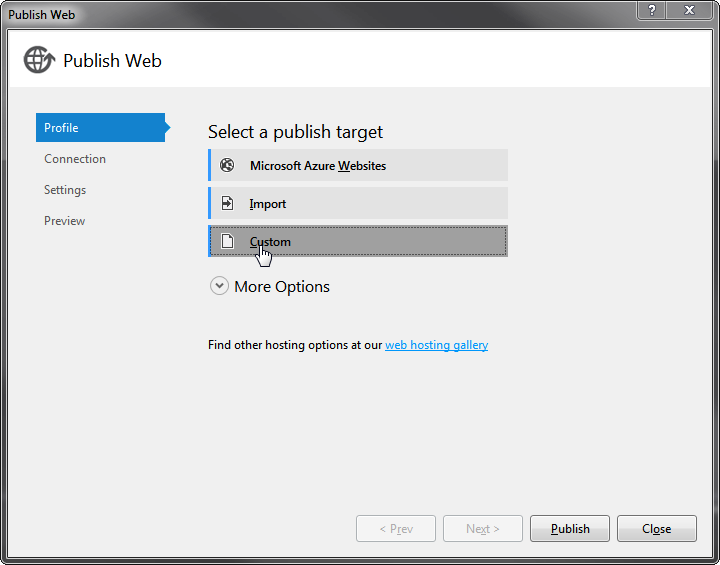 Publish Web
?
Publish Web
Profile
Connection
Settings
Preview
Select a publish target
Microsoft Azure Websites
Import
Custom
More Options
Find other hosting options at our web hosting gallery
< Prev
Next >
Publish
Close